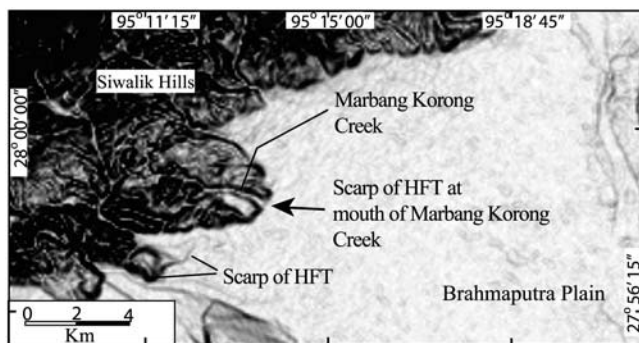 95° 11′ 15″
95° 15′ 00″
95° 18′ 45″
Siwalik Hills
28° 00′ 00″
Marbang Korong
Creek
Scarp of HFT at
mouth of Marbang Korong
Creek
Scarp of HFT
Brahmaputra Plain
27° 56′ 15″
0 2 4
Km